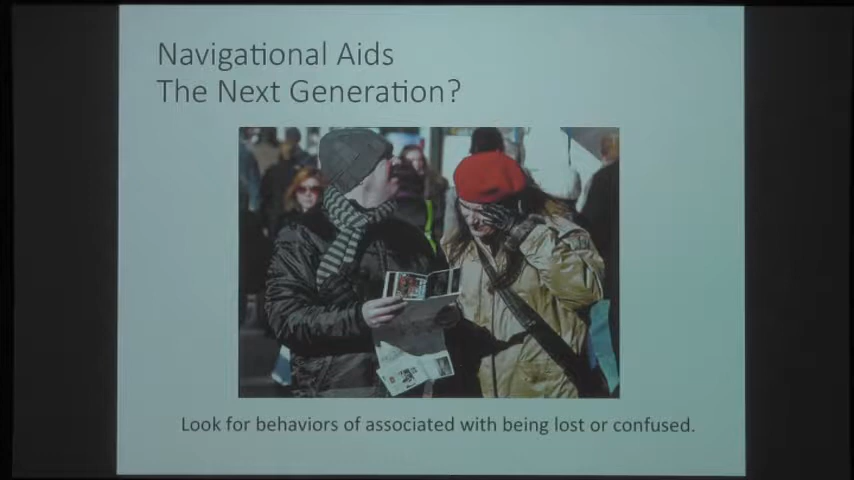 Navigational Aids
The Next Generation?
Look for behaviors of associated with being lost or confused.